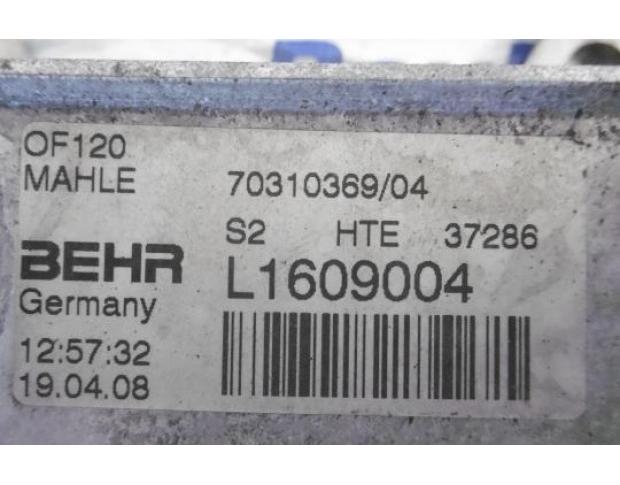 OF120
MAHLE 70310369/04
S2 HTE 37286
BEHR L1609004
Germany
12:57:32
19.04.08